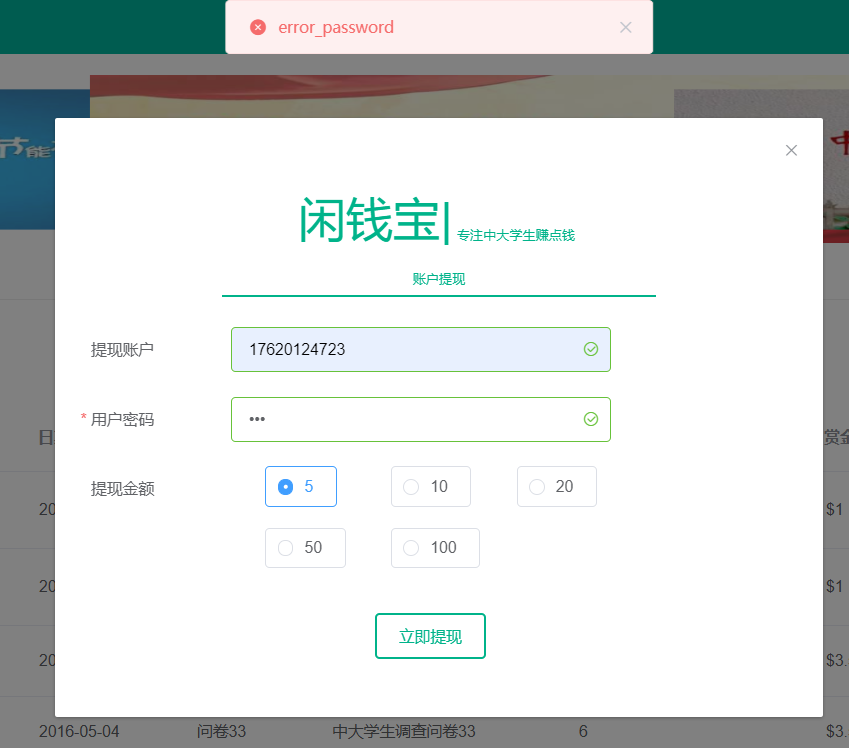 error_password
节能
中
闲钱宝| 专注中大学生赚点钱
账户提现
提现账户 17620124723
* 用户密码 •••
日 赏金
提现金额 5 10 20
20 $1
50 100
20 $1
立即提现
20 $3.
2016-05-04 问卷33 中大学生调查问卷33 6 $3.